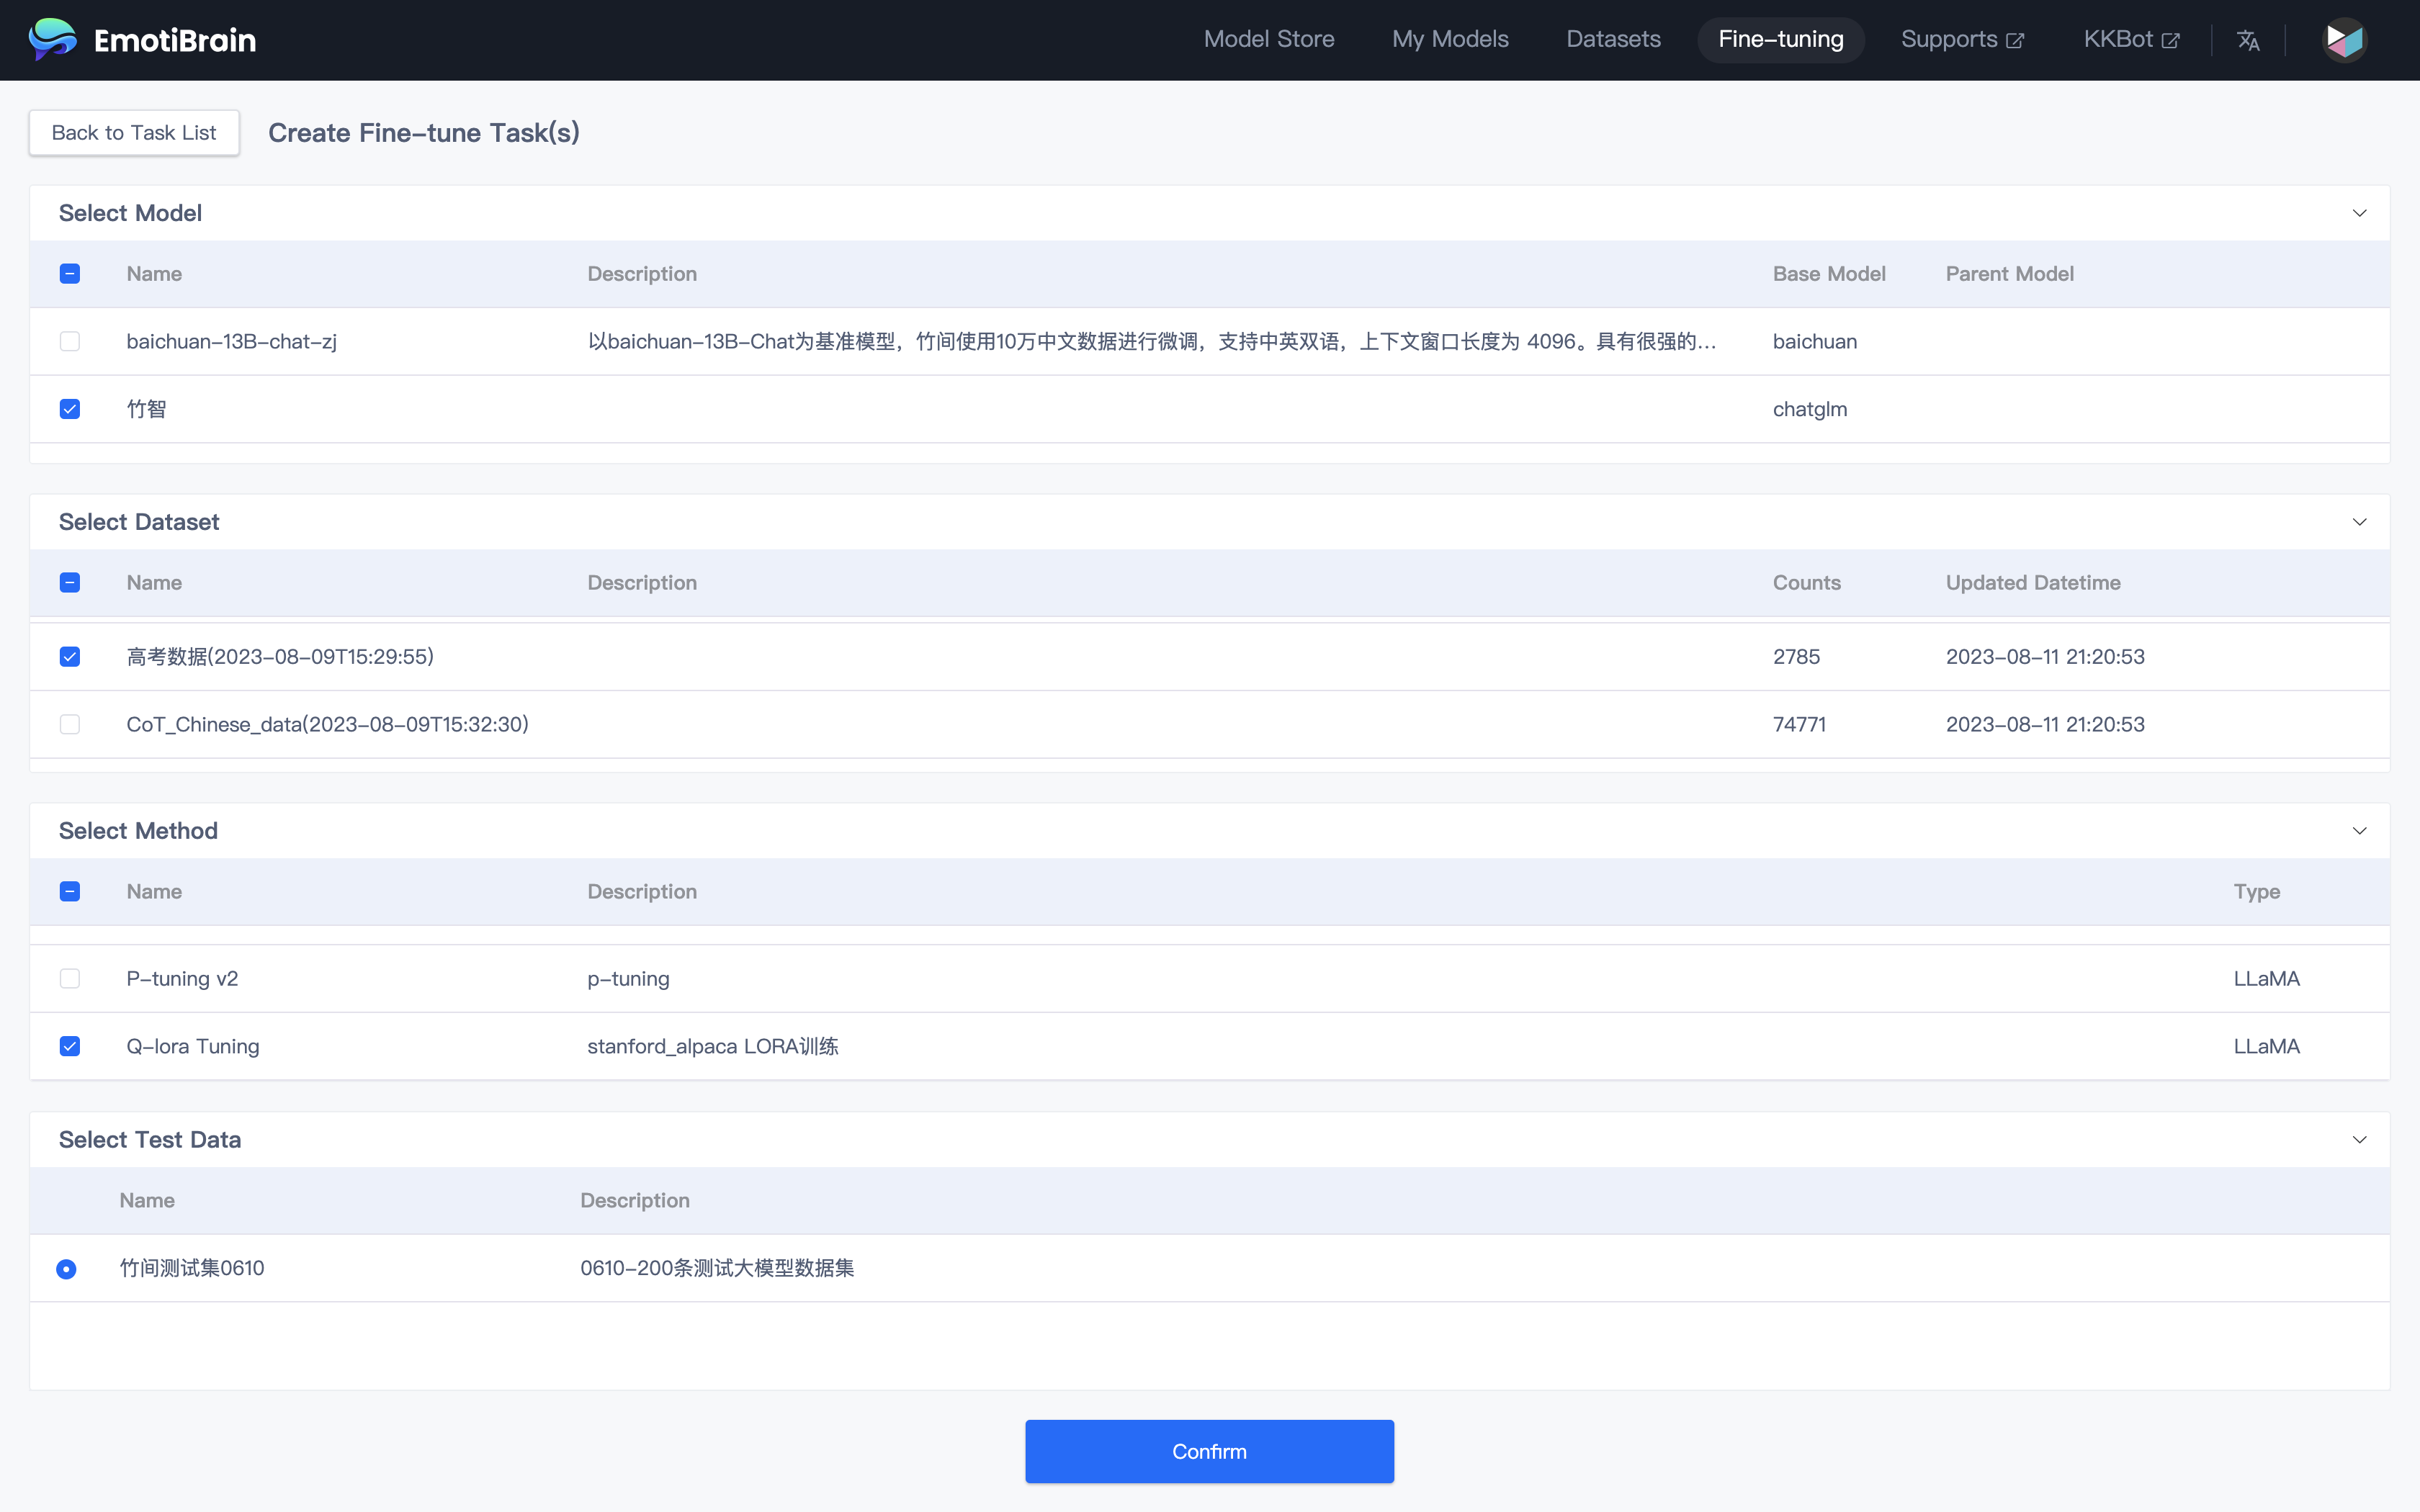 EmotiBrain
Model Store My Models Datasets Fine-tuning Supports KKBot
Back to Task List Create Fine-tune Task(s)
Select Model
Name Description Base Model Parent Model
baichuan-13B-chat-zj 以baichuan-13B-Chat为基准模型，竹间使用10万中文数据进行微调，支持中英双语，上下文窗口长度为 4096。具有很强的... baichuan
竹智 chatglm
Select Dataset
Name Description Counts Updated Datetime
高考数据(2023-08-09T15:29:55) 2785 2023-08-11 21:20:53
CoT_Chinese_data(2023-08-09T15:32:30) 74771 2023-08-11 21:20:53
Select Method
Name Description Type
P-tuning v2 p-tuning LLaMA
Q-lora Tuning stanford_alpaca LORA训练 LLaMA
Select Test Data
Name Description
竹间测试集0610 0610-200条测试大模型数据集
Confirm